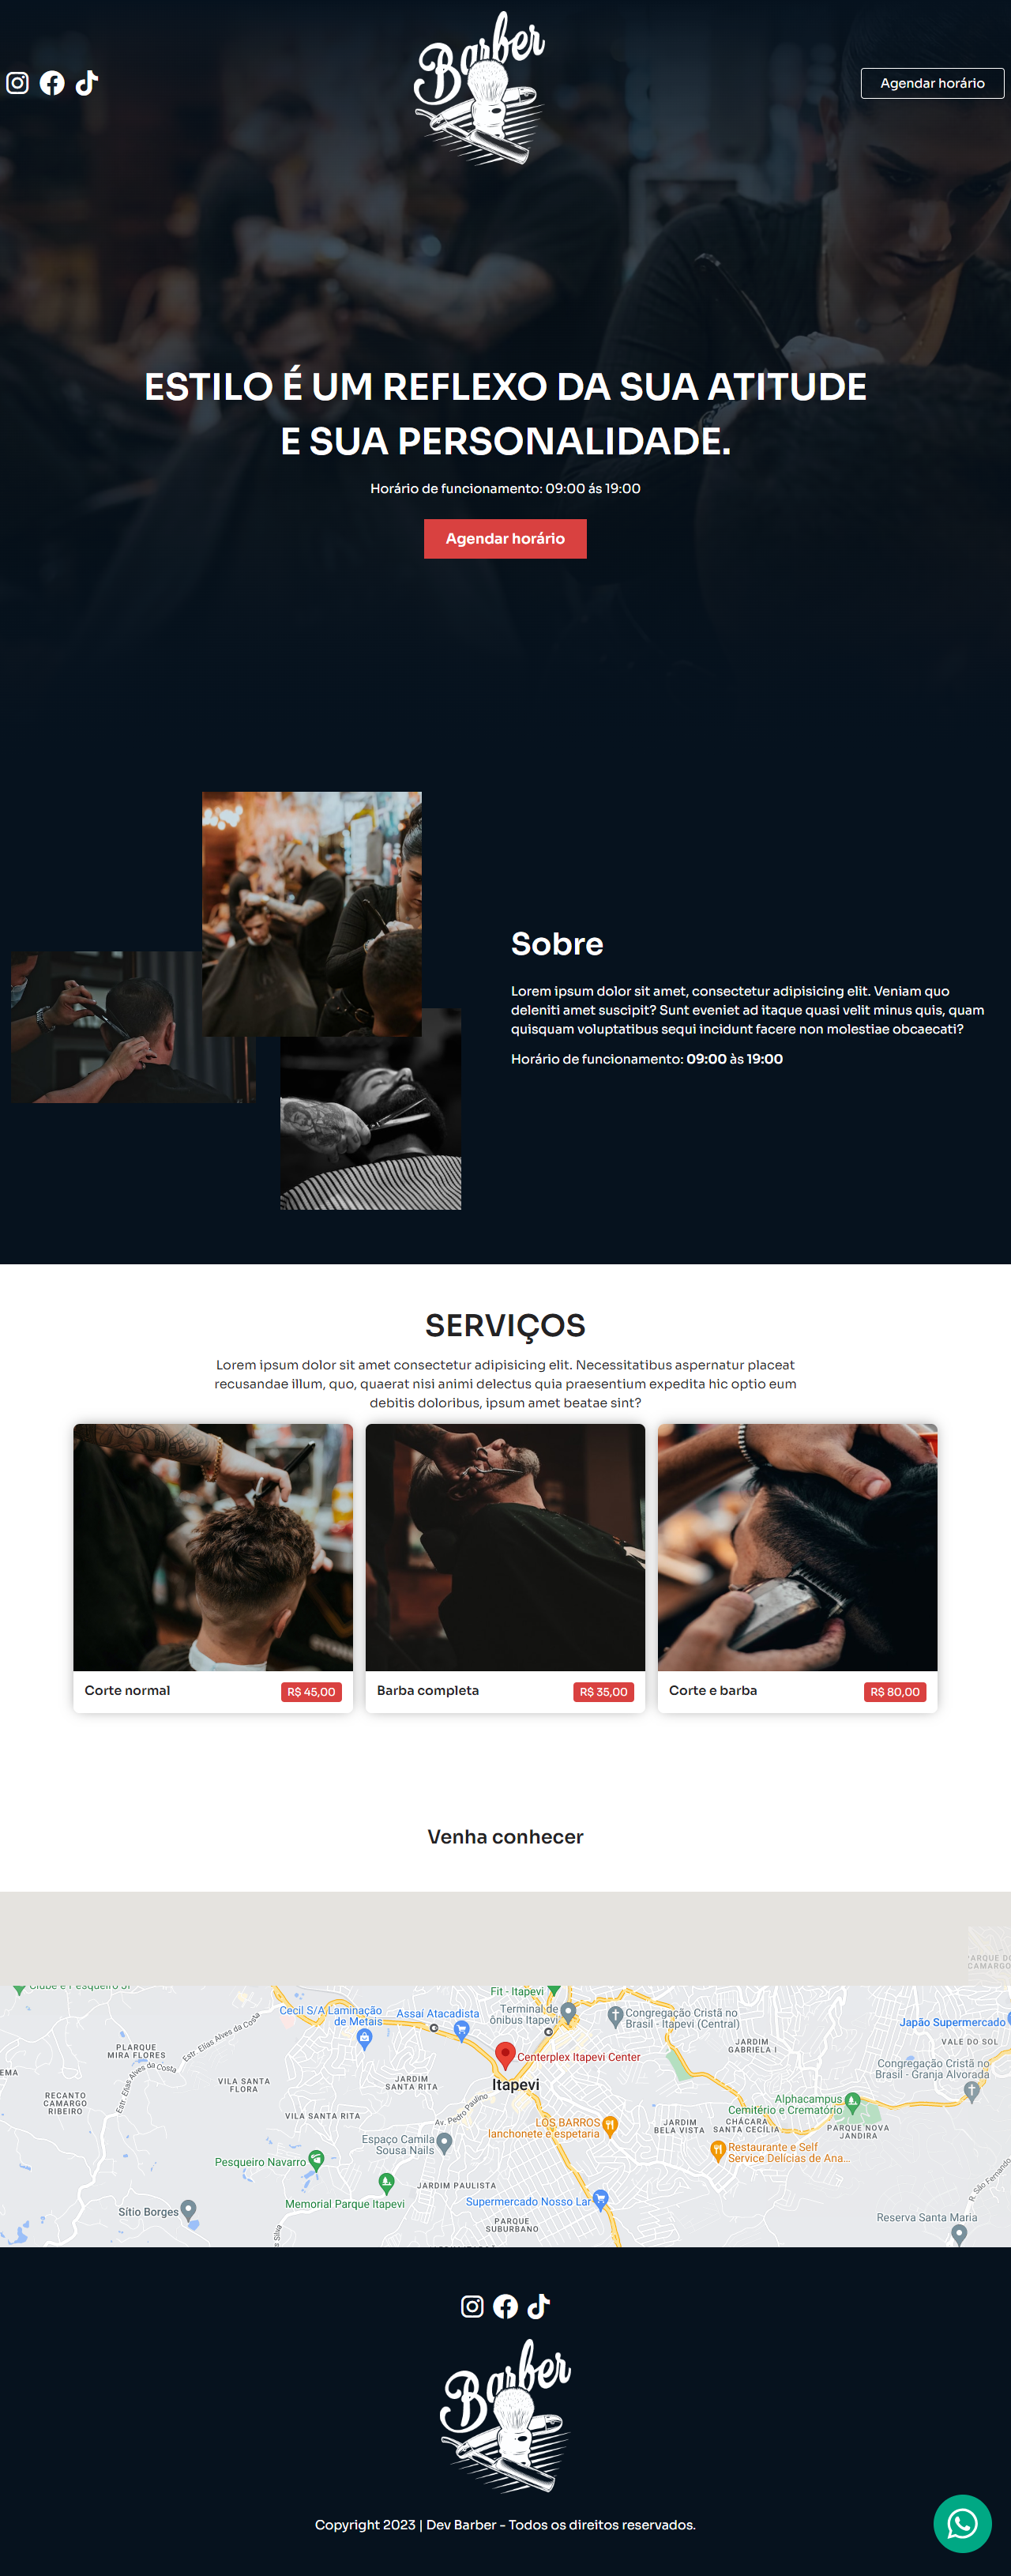 Barber
Agendar horário
ESTILO É UM REFLEXO DA SUA ATITUDE
E SUA PERSONALIDADE.
Horário de funcionamento: 09:00 ás 19:00
Agendar horário
Sobre
Lorem ipsum dolor sit amet, consectetur adipisicing elit. Veniam quo
deleniti amet suscipit? Sunt eveniet ad itaque quasi velit minus quis, quam
quisquam voluptatibus sequi incidunt facere non molestiae obcaecati?
Horário de funcionamento: 09:00 às 19:00
SERVIÇOS
Lorem ipsum dolor sit amet consectetur adipisicing elit. Necessitatibus aspernatur placeat
recusandae illum, quo, quaerat nisi animi delectus quia praesentium expedita hic optio eum
debitis doloribus, ipsum amet beatae sint?
Corte normal
R$ 45,00
Barba completa
R$ 35,00
Corte e barba
R$ 80,00
Venha conhecer
CAMARGO
Fit - Itapevi
Cecil S/A Laminação
de Metais
Assaí Atacadista
Terminal de
ônibus Itapevi
Congregação Cristã no
Brasil - Itapevi (Central)
Japão Supermercado
PLARQUE
MIRA FLORES
Estr. Elias Alves da Costa
Estr. Elias Alves da Costa
JARDIM
GABRIELA I
VALE DO SOL
Centerplex Itapevi Center
Itapevi
Congregação Cristã no
Brasil - Granja Alvorada
EMA
VILA SANTA
FLORA
JARDIM
SANTA RITA
RECANTO
CAMARGO
RIBEIRO
VILA SANTA RITA
Av. Pedro Paulino
Alphacampus
Cemitério e Crematório
LOS BARROS
lanchonete e espetaria
JARDIM
BELA VISTA
CHÁCARA
SANTA CECÍLIA
PARQUE NOVA
JANDIRA
Espaço Camila
Sousa Nails
Restaurante e Self
Service Delícias de Ana...
Pesqueiro Navarro
JARDIM PAULISTA
Memorial Parque Itapevi
Supermercado Nosso Lar
R. São Fernando
Sítio Borges
PARQUE
SUBURBANO
Reserva Santa Maria
Barber
Copyright 2023 | Dev Barber - Todos os direitos reservados.